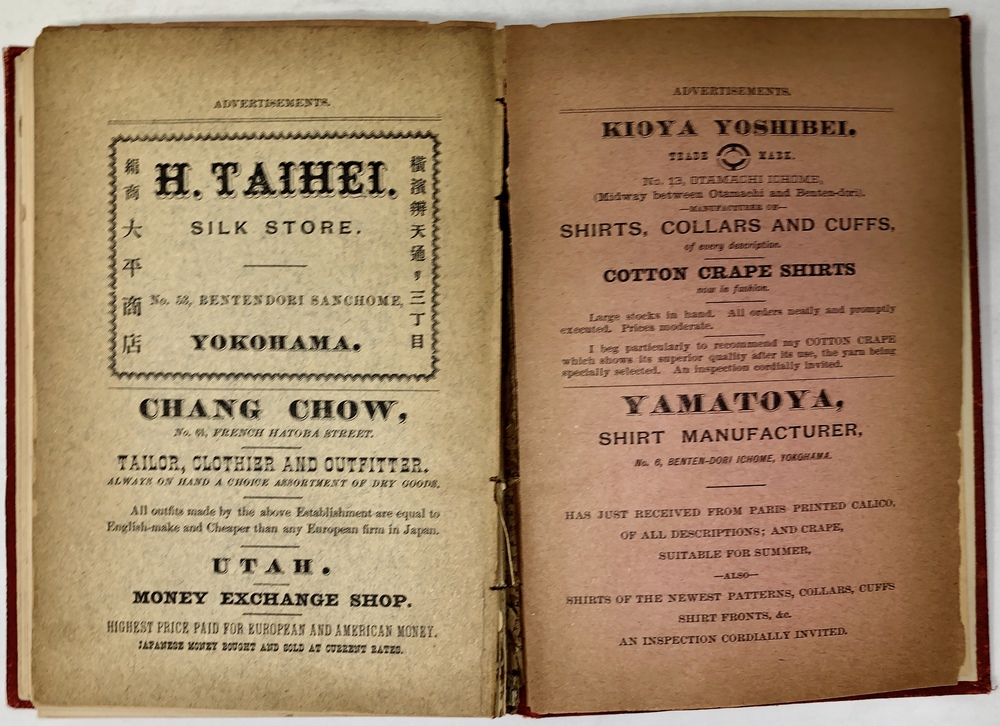 ADVERTISEMENTS.
絹商大平商店
H. TAIHEI.
SILK STORE.
No. 53, BENTENDORI SANCHOME,
YOKOHAMA.
橫濱辨天通リ三丁目
CHANG CHOW,
FRENCH HATOBA STREET.
TAILOR, CLOTHIER AND OUTFITTER.
ALWAYS ON HAND A CHOICE ASSORTMENT OF DRY GOODS.
All outfits made by the above Establishment are equal to
English-make and Cheaper than any European firm in Japan.
UTAH.
MONEY EXCHANGE SHOP.
HIGHEST PRICE PAID FOR EUROPEAN AND AMERICAN MONEY.
JAPANESE MONEY BOUGHT AND SOLD AT CURRENT RATES.
ADVERTISEMENTS.
KIOYA YOSHIBEI.
TRADE MARK.
No. 13, OTAMACHI ICHOME,
(Midway between Otamachi and Benten-dori).
—MANUFACTURER OF—
SHIRTS, COLLARS AND CUFFS,
of every description.
COTTON CRAPE SHIRTS
now in fashion.
Large stocks in hand. All orders neatly and promptly
executed. Prices moderate.
I beg particularly to recommend my COTTON CRAPE
which shows its superior quality after its use, the yarn being
specially selected. An inspection cordially invited.
YAMATOYA,
SHIRT MANUFACTURER,
No. 6, BENTEN-DORI ICHOME, YOKOHAMA.
HAS JUST RECEIVED FROM PARIS PRINTED CALICO,
OF ALL DESCRIPTIONS; AND CRAPE,
SUITABLE FOR SUMMER,
—ALSO—
SHIRTS OF THE NEWEST PATTERNS, COLLARS, CUFFS
SHIRT FRONTS, &c.
AN INSPECTION CORDIALLY INVITED.